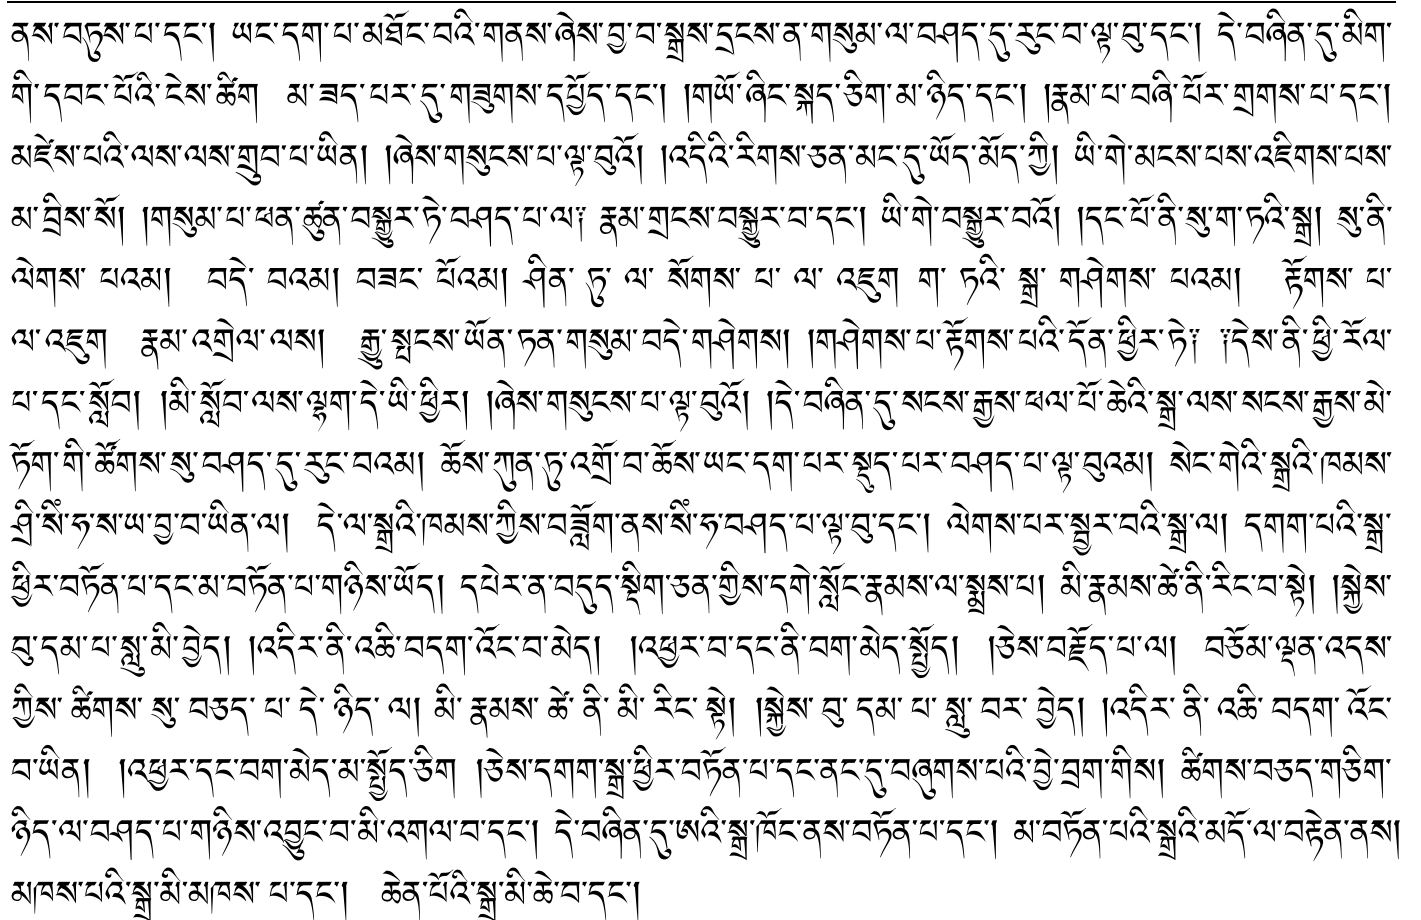 ནས་བཏུས་པ་དང་། ཡང་དག་པ་མཐོང་བའི་གནས་ཞེས་བྱ་བ་སྒྲས་དྲངས་ན་གསུམ་ལ་བཤད་དུ་རུང་བ་ལྟ་བུ་དང་། དེ་བཞིན་དུ་མིག་
གི་དབང་པོའི་ངེས་ཚིག མ་ཟད་པར་དུ་གཟུགས་དཔྱོད་དང་། །གཡོ་ཞིང་སྐད་ཅིག་མ་ཉིད་དང་། །རྣམ་པ་བཞི་པོར་གྲགས་པ་དང་།
མཛེས་པའི་ལས་ལས་གྲུབ་པ་ཡིན། །ཞེས་གསུངས་པ་ལྟ་བུའོ། །འདིའི་རིགས་ཅན་མང་དུ་ཡོད་མོད་ཀྱི། ཡི་གེ་མངས་པས་འཇིགས་པས་
མ་བྲིས་སོ། །གསུམ་པ་ཕན་ཚུན་བསྒྱུར་ཏེ་བཤད་པ་ལ༑ རྣམ་གྲངས་བསྒྱུར་བ་དང་། ཡི་གེ་བསྒྱུར་བའོ། །དང་པོ་ནི་སུ་ག་ཏའི་སྒྲ། སུ་ནི་
ལེགས་ པའམ། བདེ་ བའམ། བཟང་ པོའམ། ཤིན་ ཏུ་ ལ་ སོགས་ པ་ ལ་ འཇུག ག་ ཏའི་ སྒྲ་ གཤེགས་ པའམ། རྟོགས་ པ་
ལ་འཇུག རྣམ་འགྲེལ་ལས། རྒྱུ་སྤངས་ཡོན་ཏན་གསུམ་བདེ་གཤེགས། །གཤེགས་པ་རྟོགས་པའི་དོན་ཕྱིར་ཏེ༑ ༑དེས་ནི་ཕྱི་རོལ་
པ་དང་སློབ། །མི་སློབ་ལས་ལྷག་དེ་ཡི་ཕྱིར། །ཞེས་གསུངས་པ་ལྟ་བུའོ། །དེ་བཞིན་དུ་སངས་རྒྱས་ཕལ་པོ་ཆེའི་སྒྲ་ལས་སངས་རྒྱས་མེ་
ཏོག་གི་ཚོགས་སུ་བཤད་དུ་རུང་བའམ། ཆོས་ཀུན་ཏུ་འགྲོ་བ་ཆོས་ཡང་དག་པར་སྡུད་པར་བཤད་པ་ལྟ་བུའམ། སེང་གེའི་སྒྲའི་ཁམས་
ཤྲི་སིཾ་ཧ་ས་ཡ་བྱ་བ་ཡིན་ལ། དེ་ལ་སྒྲའི་ཁམས་ཀྱིས་བཟློག་ནས་སིཾ་ཧ་བཤད་པ་ལྟ་བུ་དང་། ལེགས་པར་སྦྱར་བའི་སྒྲ་ལ། དགག་པའི་སྒྲ་
ཕྱིར་བཏོན་པ་དང་མ་བཏོན་པ་གཉིས་ཡོད། དཔེར་ན་བདུད་སྡིག་ཅན་གྱིས་དགེ་སློང་རྣམས་ལ་སྨྲས་པ། མི་རྣམས་ཚེ་ནི་རིང་བ་སྟེ། །སྐྱེས་
བུ་དམ་པ་སླུ་མི་བྱེད། །འདིར་ནི་འཆི་བདག་འོང་བ་མེད། །འཕྱར་བ་དང་ནི་བག་མེད་སྤྱོད། །ཅེས་བརྗོད་པ་ལ། བཅོམ་ལྡན་འདས་
ཀྱིས་ ཚིགས་ སུ་ བཅད་ པ་ དེ་ ཉིད་ ལ། མི་ རྣམས་ ཚེ་ ནི་ མི་ རིང་ སྟེ། །སྐྱེས་ བུ་ དམ་ པ་ སླུ་ བར་ བྱེད། །འདིར་ ནི་ འཆི་ བདག་ འོང་
བ་ཡིན། །འཕྱར་དང་བག་མེད་མ་སྤྱོད་ཅིག །ཅེས་དགག་སྒྲ་ཕྱིར་བཏོན་པ་དང་ནང་དུ་བཞུགས་པའི་བྱེ་བྲག་གིས། ཚིགས་བཅད་གཅིག་
ཉིད་ལ་བཤད་པ་གཉིས་འབྱུང་བ་མི་འགལ་བ་དང་། དེ་བཞིན་དུ་ཨའི་སྒྲ་ཁོང་ནས་བཏོན་པ་དང་། མ་བཏོན་པའི་སྒྲའི་མདོ་ལ་བརྟེན་ནས།
མཁས་པའི་སྒྲ་མི་མཁས་ པ་དང་། ཆེན་པོའི་སྒྲ་མི་ཆེ་བ་དང་།